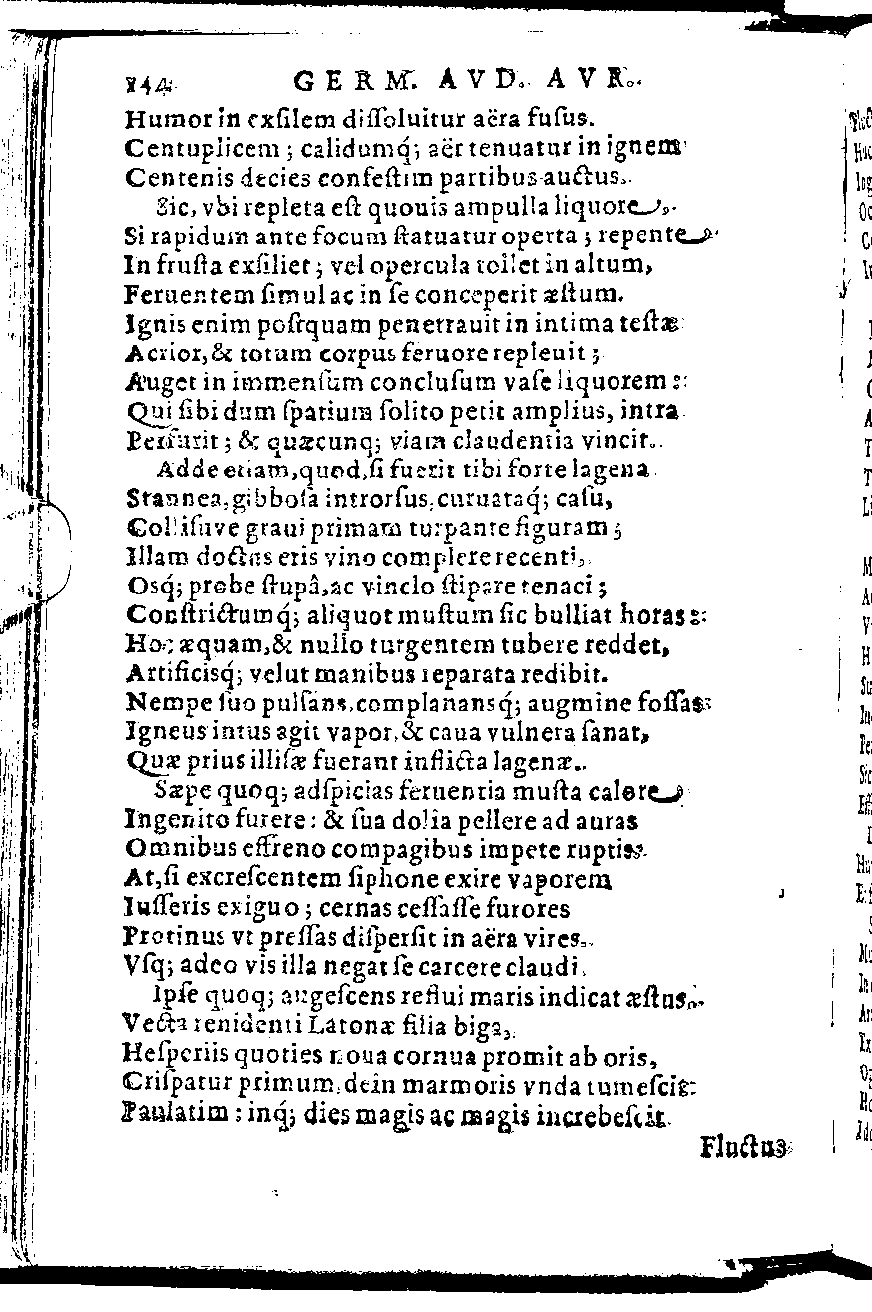 144 GERM. AVD. AVR.
Humor in exſilem diſſoluitur aëra fuſus.
Centuplicem; calidumq́; aër tenuatur in ignem
Centenis decies confeſtim partibus auctus.
Sic, vbi repleta eſt quouis ampulla liquore,
Si rapidum ante focum ſtatuatur operta; repente
In fruſta exſiliet; vel opercula tollet in altum,
Feruentem ſimul ac in ſe conceperit æſtum.
Ignis enim poſtquam penetrauit in intima teſtæ
Acrior, & totum corpus feruore repleuit;
Auget in immenſum concluſum vaſe liquorem:
Qui ſibi dum ſpatium ſolito petit amplius, intra
Perfurit; & quæcunq; viam claudentia vincit.
Adde etiam, quod, ſi fuerit tibi forte lagena
Stannea, gibboſa introrſus, curuataq́; caſu,
Colliſuve graui primam turpante figuram;
Illam doctus eris vino complere recenti,
Osq́; probe ſtupâ, ac vinclo ſtipare tenaci;
Conſtrictumq́; aliquot muſtum ſic bulliat horas:
Hoc æquam, & nullo turgentem tubere reddet,
Artificisq́; velut manibus reparata redibit.
Nempe ſuo pulſans, complananſq́; augmine foſſas
Igneus intus agit vapor, & caua vulnera ſanat,
Quæ prius illiſæ fuerant inflicta lagenæ.
Sæpe quoq; adſpicias feruentia muſta calore
Ingenito furere: & ſua dolia pellere ad auras
Omnibus effreno compagibus impete ruptis.
At, ſi excreſcentem ſiphone exire vaporem
Iuſſeris exiguo; cernas ceſſaſſe furores
Protinus vt preſſas diſperſit in aëra vires.
Vſq; adeo vis illa negat ſe carcere claudi.
Ipſe quoq; augeſcens reflui maris indicat æſtus,
Vecta renidenti Latonæ filia biga,
Heſperiis quoties noua cornua promit ab oris,
Criſpatur primum, dein marmoris vnda tumeſcit
Paulatim: inq́; dies magis ac magis increbeſcit.
Fluctus